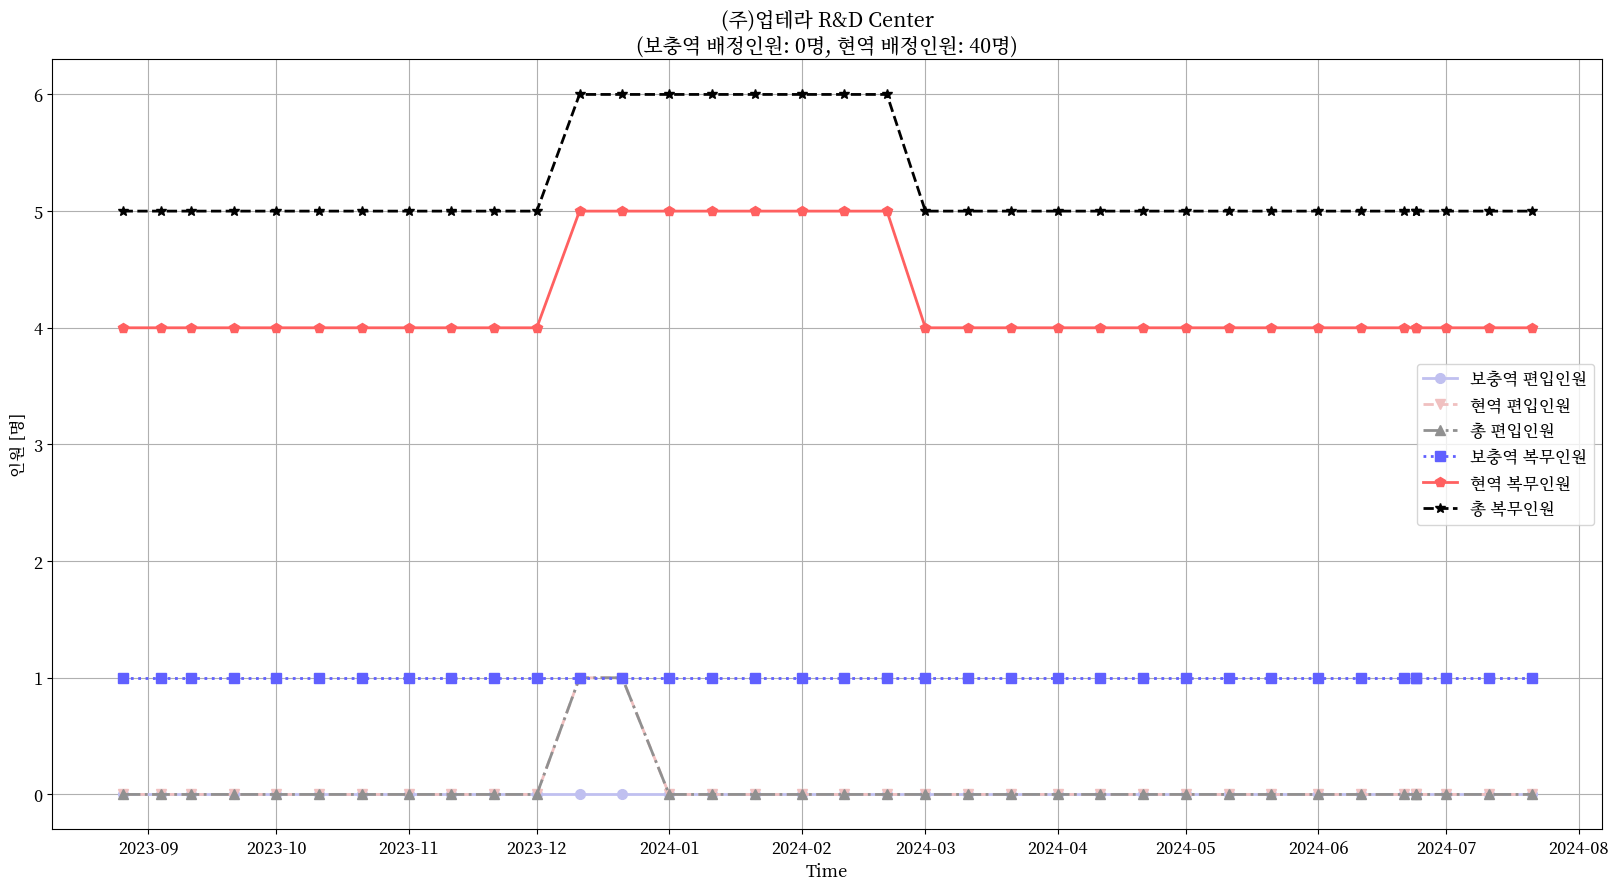 (주)업테라 R&D Center
(보충역 배정인원: 0명, 현역 배정인원: 40명)
6
5
4
3
2
1
0
인원 [명]
보충역 편입인원
현역 편입인원
총 편입인원
보충역 복무인원
현역 복무인원
총 복무인원
2023-09 2023-10 2023-11 2023-12 2024-01 2024-02 2024-03 2024-04 2024-05 2024-06 2024-07 2024-08
Time